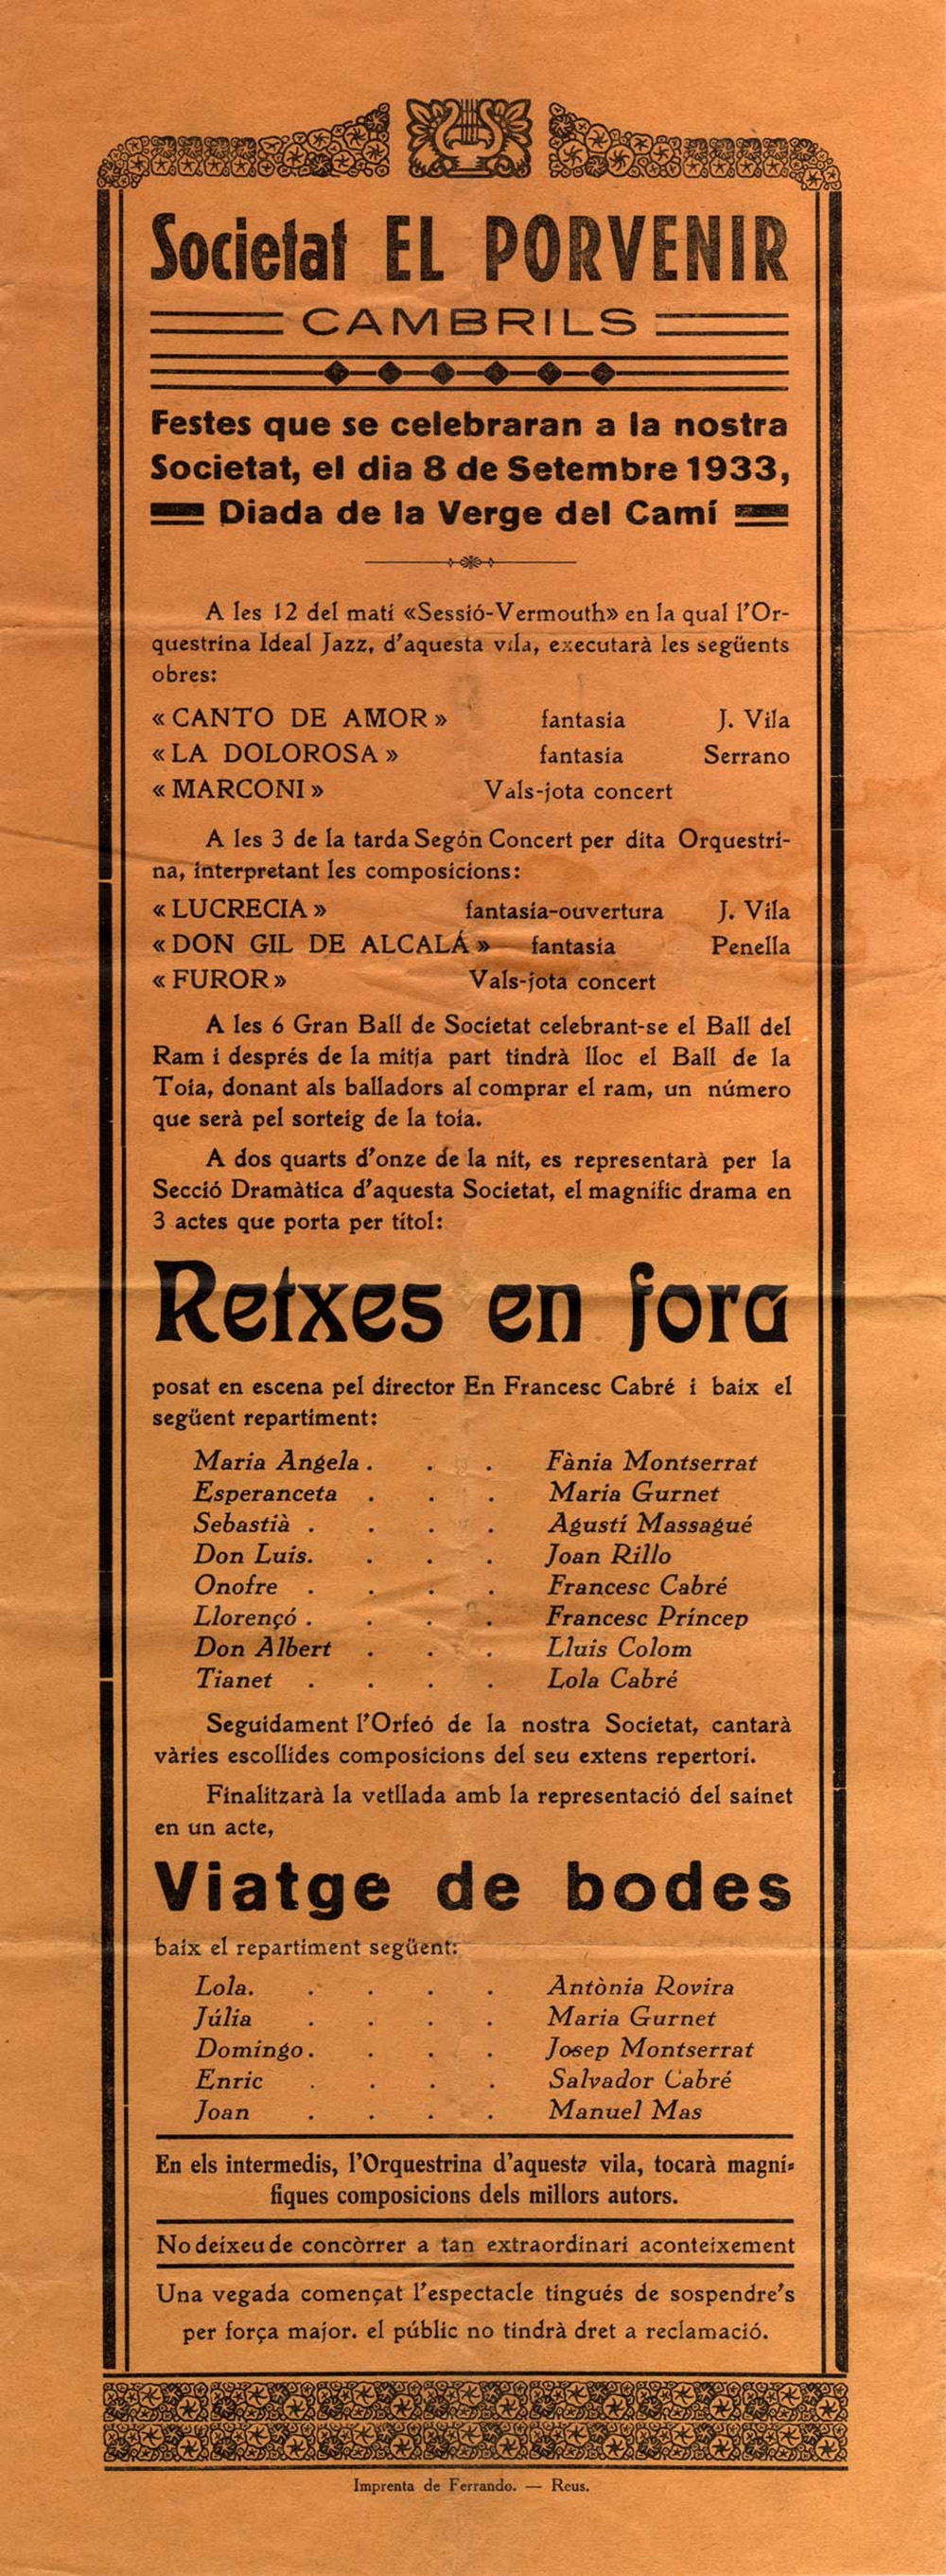 Societat EL PORVENIR
CAMBRILS
Festes que se celebraran a la nostra
Societat, el dia 8 de Setembre 1933,
Diada de la Verge del Camí
A les 12 del matí «Sessió-Vermouth» en la qual l'Or-
questrina Ideal Jazz, d'aquesta vila, executarà les següents
obres:
« CANTO DE AMOR » fantasia J. Vila
« LA DOLOROSA » fantasía Serrano
« MARCONI » Vals-jota concert
A les 3 de la tarda Segón Concert per dita Orquestri-
na, interpretant les composicions:
« LUCRECIA » fantasía-ouvertura J. Vila
« DON GIL DE ALCALÁ » fantasia Penella
« FUROR » Vals-jota concert
A les 6 Gran Ball de Societat celebrant-se el Ball del
Ram i després de la mitja part tindrà lloc el Ball de la
Toia, donant als balladors al comprar el ram, un número
que serà pel sorteig de la toia.
A dos quarts d'onze de la nit, es representarà per la
Secció Dramàtica d'aquesta Societat, el magnífic drama en
3 actes que porta per títol:
Retxes en fora
posat en escena pel director En Francesc Cabré i baix el
següent repartiment:
Maria Angela . . . Fània Montserrat
Esperanceta . . . Maria Gurnet
Sebastià . . . . Agustí Massagué
Don Luis. . . . Joan Rillo
Onofre . . . . Francesc Cabré
Llorençó . . . . Francesc Príncep
Don Albert . . . Lluis Colom
Tianet . . . . Lola Cabré
Seguidament l'Orfeó de la nostra Societat, cantarà
vàries escollides composicions del seu extens repertori.
Finalitzarà la vetllada amb la representació del sainet
en un acte,
Viatge de bodes
baix el repartiment següent:
Lola. . . . . Antònia Rovira
Júlia . . . . Maria Gurnet
Domingo . . . . Josep Montserrat
Enric . . . . Salvador Cabré
Joan . . . . Manuel Mas
En els intermedis, l'Orquestrina d'aquesta vila, tocarà magní-
fiques composicions dels millors autors.
No deixeu de concòrrer a tan extraordinari aconteixement
Una vegada començat l'espectacle tingués de sospendre's
per força major. el públic no tindrà dret a reclamació.
Imprenta de Ferrando. — Reus.